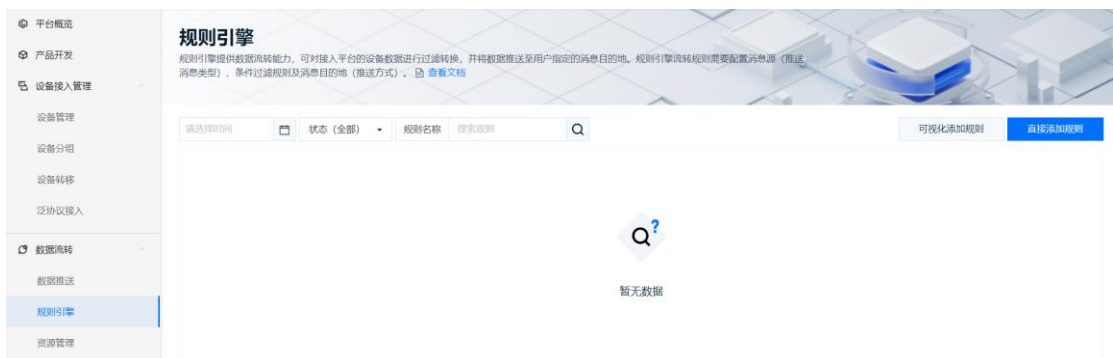 平台概览
产品开发
设备接入管理
设备管理
设备分组
设备转移
泛协议接入
数据流转
数据推送
规则引擎
资源管理
规则引擎
规则引擎提供数据流转能力，可对接入平台的设备数据进行过滤转换，并将数据推送至用户指定的消息目的地。规则引擎流转规则需要配置消息源（推送
消息类型）、条件过滤规则及消息目的地（推送方式）。 查看文档
请选择时间 状态（全部） 规则名称 搜索规则 可视化添加规则 直接添加规则
暂无数据